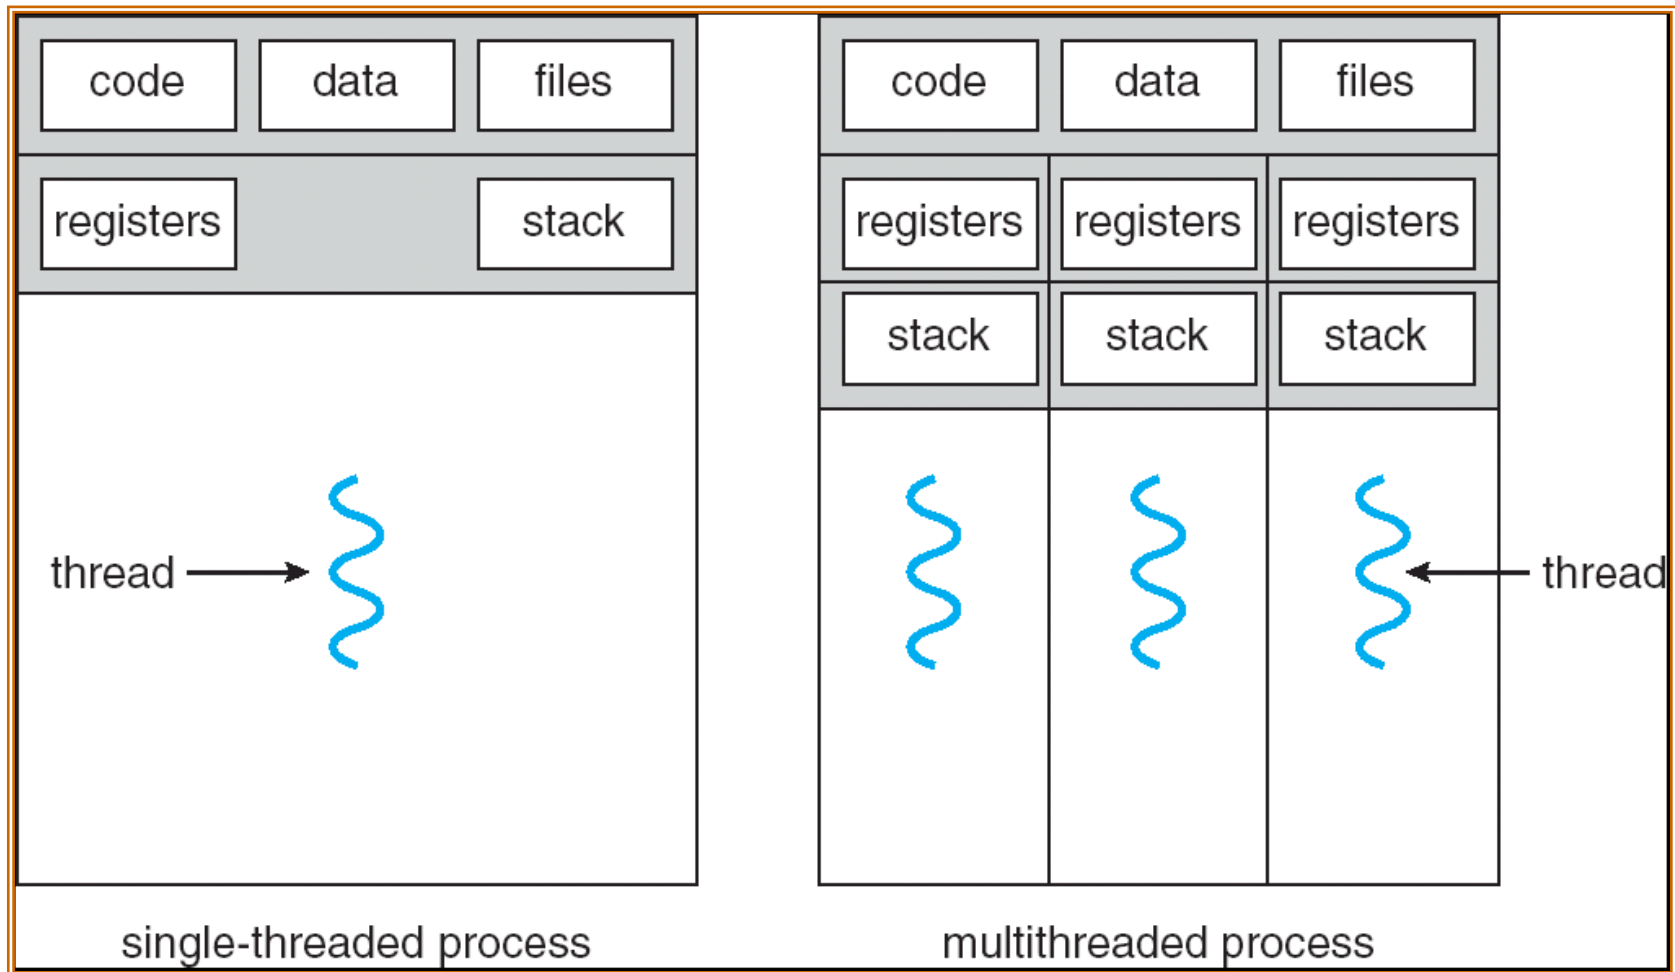 code data files
registers stack
thread
single-threaded process
code data files
registers registers registers
stack stack stack
thread
multithreaded process